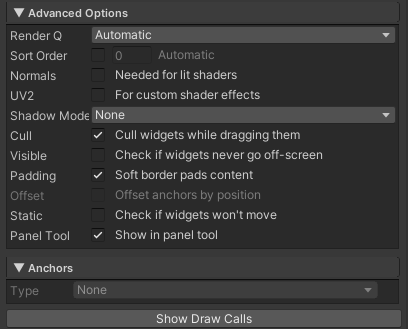 ▼ Advanced Options
Render Q Automatic
Sort Order 0 Automatic
Normals Needed for lit shaders
UV2 For custom shader effects
Shadow Mode None
Cull Cull widgets while dragging them
Visible Check if widgets never go off-screen
Padding Soft border pads content
Offset Offset anchors by position
Static Check if widgets won't move
Panel Tool Show in panel tool
▼ Anchors
Type None
Show Draw Calls